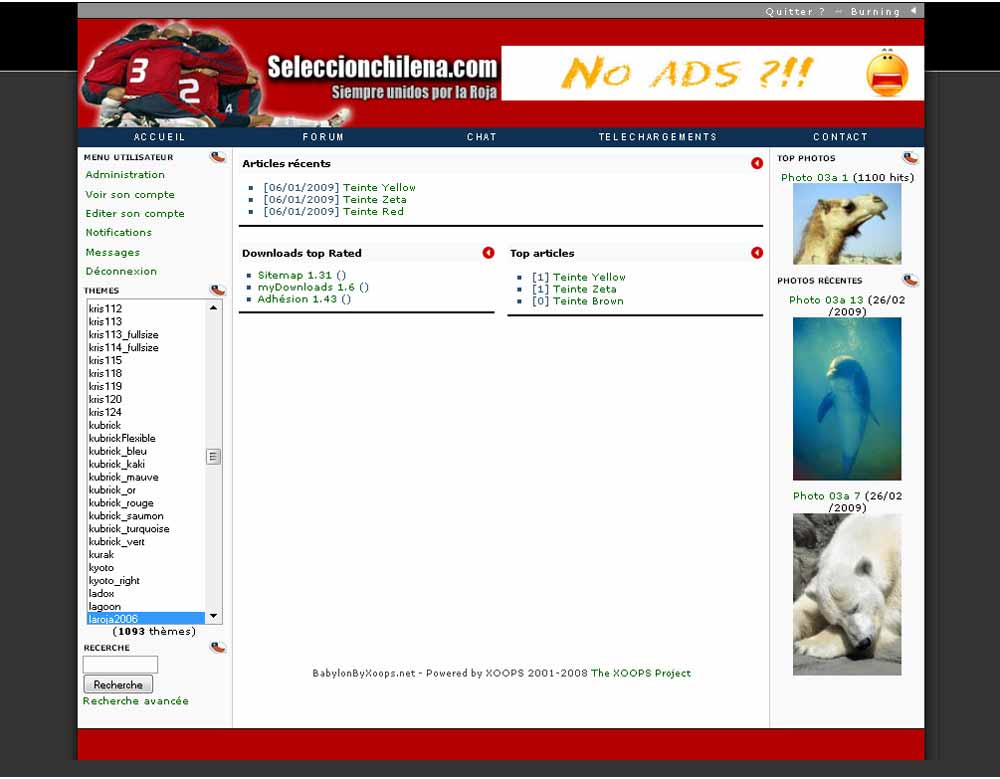 Quitter ? ~ Burning
Seleccionchilena.com
Siempre unidos por la Roja
No ADS ?!!
3
2
4
ACCUEIL FORUM CHAT TELECHARGEMENTS CONTACT
MENU UTILISATEUR
Administration
Voir son compte
Editer son compte
Notifications
Messages
Déconnexion
THEMES
kris112
kris113
kris113_fullsize
kris114_fullsize
kris115
kris118
kris119
kris120
kris124
kubrick
kubrickFlexible
kubrick_bleu
kubrick_kaki
kubrick_mauve
kubrick_or
kubrick_rouge
kubrick_saumon
kubrick_turquoise
kubrick_vert
kurak
kyoto
kyoto_right
ladox
lagoon
laroja2006
(1093 thèmes)
RECERCHE
Recherche
Recherche avancée
Articles récents
[06/01/2009] Teinte Yellow
[06/01/2009] Teinte Zeta
[06/01/2009] Teinte Red
Downloads top Rated
Sitemap 1.31 ()
myDownloads 1.6 ()
Adhésion 1.43 ()
Top articles
[1] Teinte Yellow
[1] Teinte Zeta
[0] Teinte Brown
BabylonByXoops.net - Powered by XOOPS 2001-2008 The XOOPS Project
TOP PHOTOS
Photo 03a 1 (1100 hits)
PHOTOS RÉCENTES
Photo 03a 13 (26/02
/2009)
Photo 03a 7 (26/02
/2009)